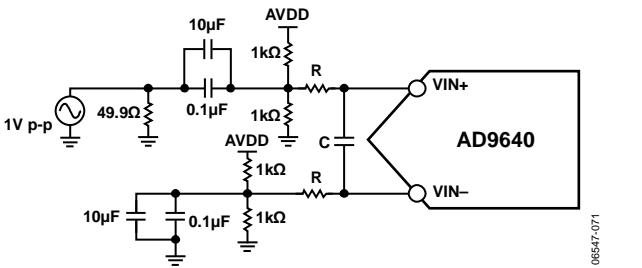 10µF
AVDD
1kΩ
R
VIN+
1V p-p
49.9Ω
0.1µF
1kΩ
AVDD
C
AD9640
1kΩ
R
VIN–
10µF
0.1µF
1kΩ
06547-071